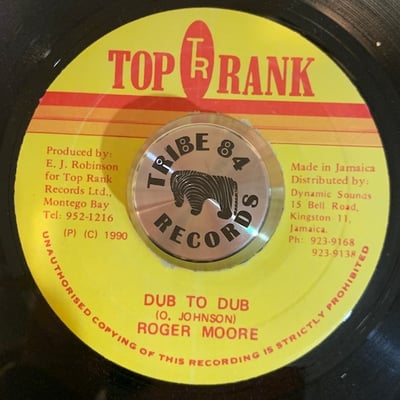 TR
TOP RANK
Produced by:
E. J. Robinson
for Top Rank
Records Ltd.,
Montego Bay
Tel: 952-1216
(P) (C) 1990
TRIBE 84
RECORDS
Made in Jamaica
Distributed by:
Dynamic Sounds
15 Bell Road,
Kingston 11,
Jamaica.
Ph: 923-9168
923-9138
DUB TO DUB
(O. JOHNSON)
ROGER MOORE
UNAUTHORISED COPYING OF THIS RECORDING IS STRICTLY PROHIBITED